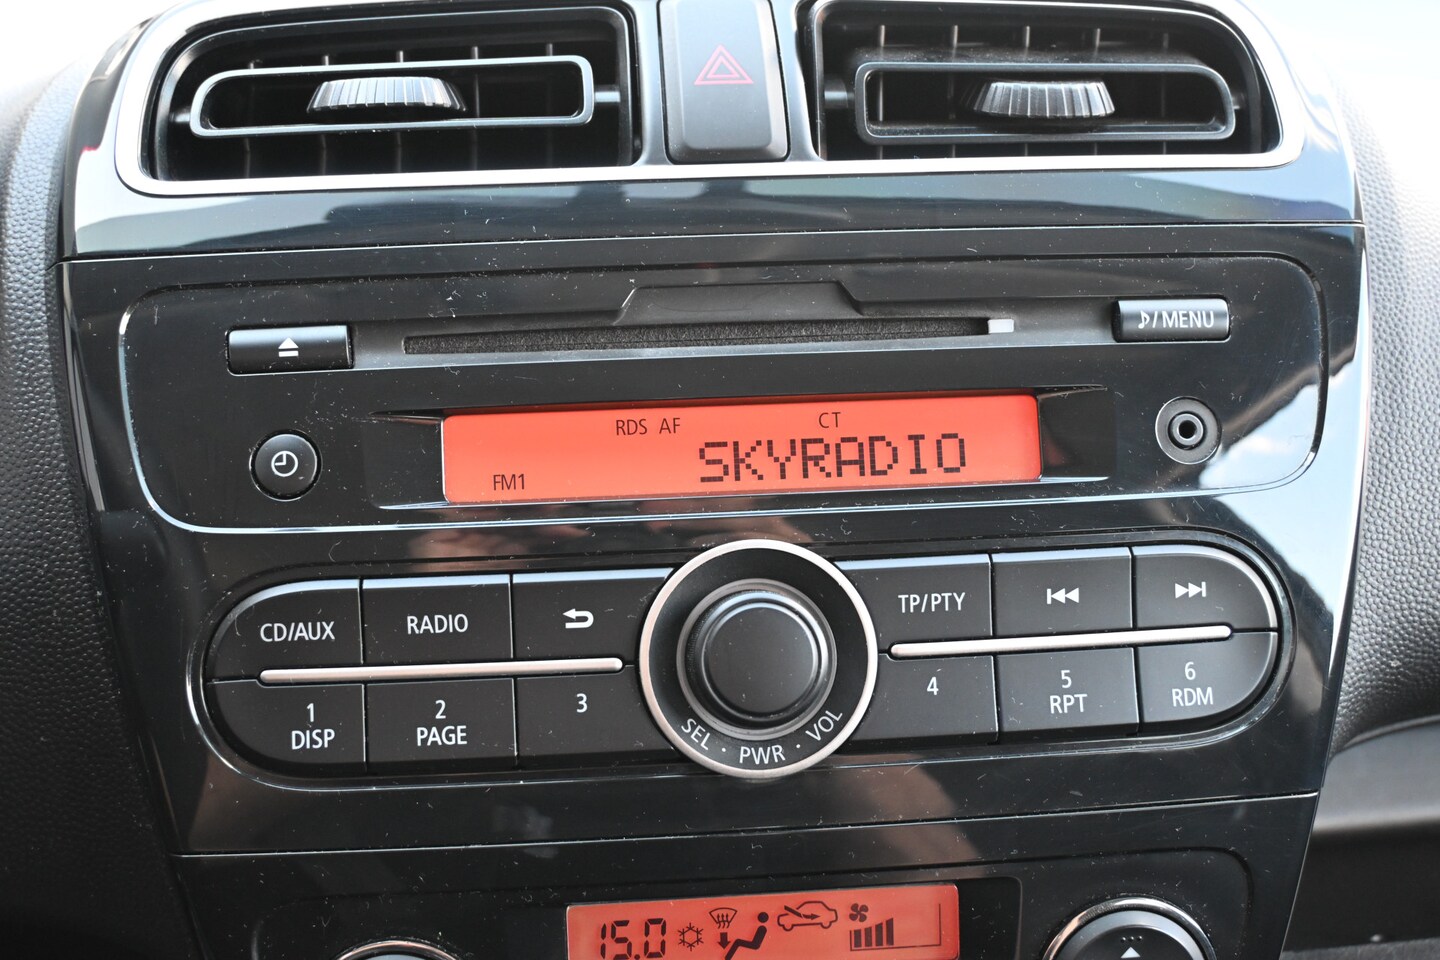 ♪/MENU
RDS AF CT
FM1 SKYRADIO
CD/AUX RADIO TP/PTY
1 DISP
2 PAGE
3
SEL · PWR · VOL
4
5 RPT
6 RDM
15.0